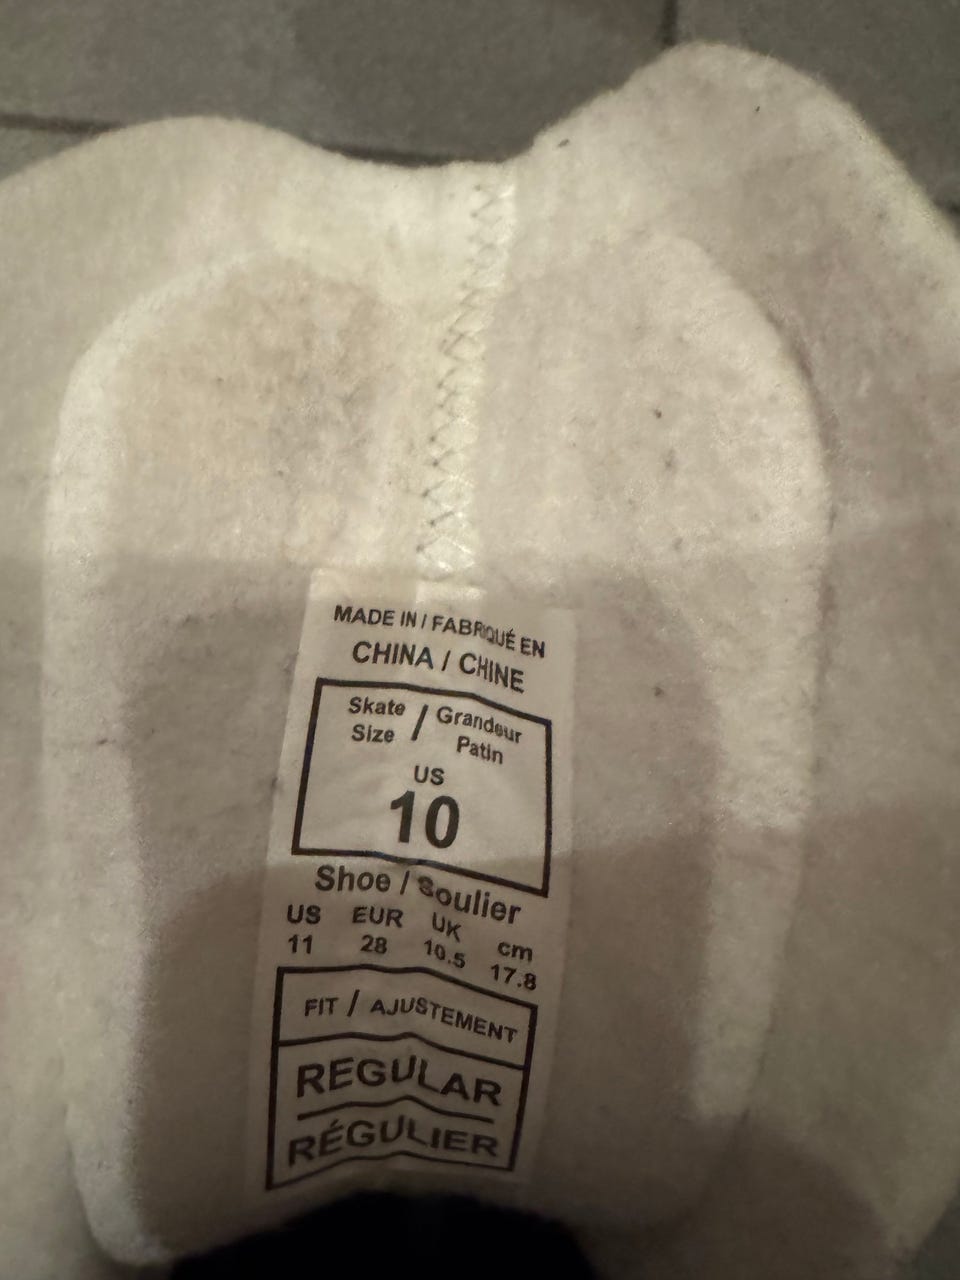 MADE IN / FABRIQUÉ EN
CHINA / CHINE
Skate Size / Grandeur Patin
US
10
Shoe / Soulier
US EUR UK cm
11 28 10.5 17.8
FIT / AJUSTEMENT
REGULAR
RÉGULIER